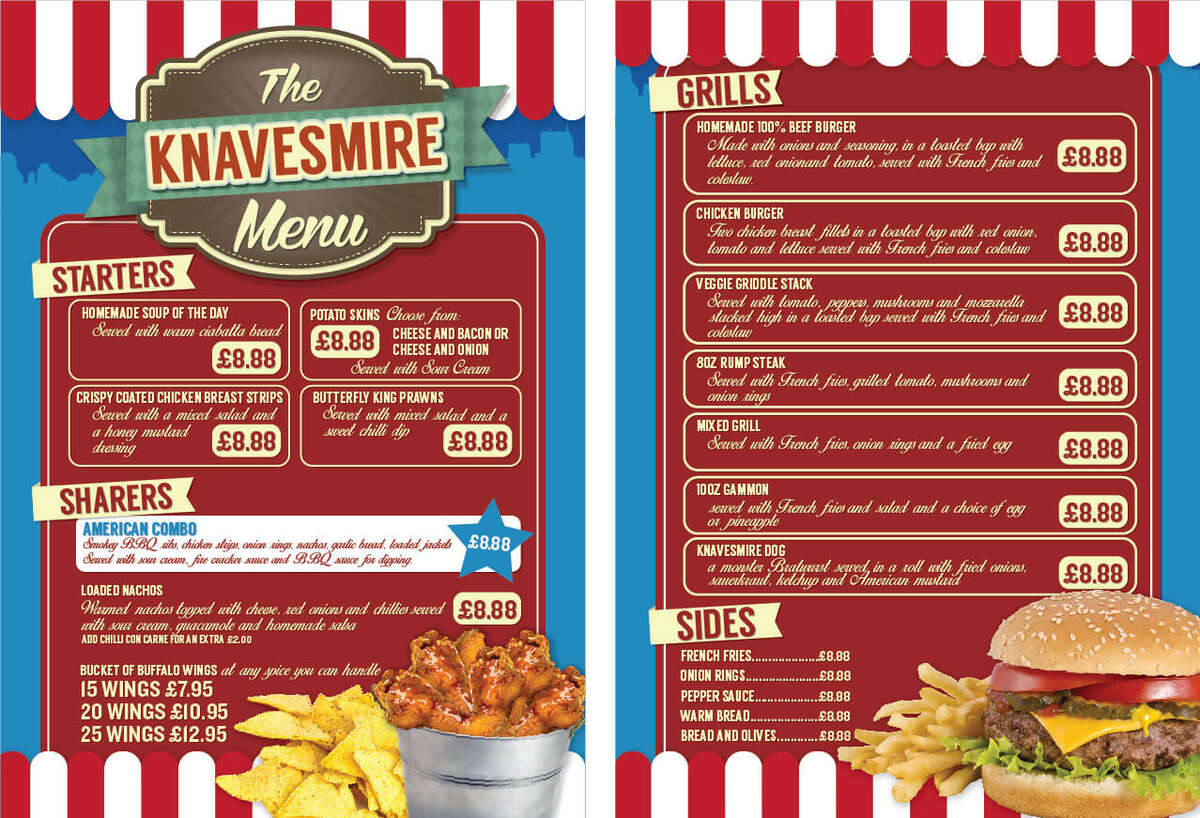 The
KNAVESMIRE
Menu
STARTERS
HOMEMADE SOUP OF THE DAY
Served with warm ciabatta bread
£8.88
POTATO SKINS Choose from:
£8.88
CHEESE AND BACON OR
CHEESE AND ONION
Served with Sour Cream
CRISPY COATED CHICKEN BREAST STRIPS
Served with a mixed salad and
a honey mustard
dressing
£8.88
BUTTERFLY KING PRAWNS
Served with mixed salad and a
sweet chilli dip
£8.88
SHARERS
AMERICAN COMBO
Smokey BBQ ribs, chicken strips, onion rings, nachos, garlic bread, loaded jackets
Served with sour cream, fire cracker sauce and BBQ sauce for dipping.
£8.88
LOADED NACHOS
Warmed nachos topped with cheese, red onions and chillies served
with sour cream, guacamole and homemade salsa
£8.88
ADD CHILLI CON CARNE FOR AN EXTRA £2.00
BUCKET OF BUFFALO WINGS at any spice you can handle
15 WINGS £7.95
20 WINGS £10.95
25 WINGS £12.95
GRILLS
HOMEMADE 100% BEEF BURGER
Made with onions and seasoning, in a toasted bap with
lettuce, red onionand tomato, served with French fries and
coleslaw.
£8.88
CHICKEN BURGER
Two chicken breast fillets in a toasted bap with red onion,
tomato and lettuce served with French fries and coleslaw
£8.88
VEGGIE GRIDDLE STACK
Served with tomato, peppers, mushrooms and mozzarella
stacked high in a toasted bap served with French fries and
coleslaw
£8.88
8OZ RUMP STEAK
Served with French fries, grilled tomato, mushrooms and
onion rings
£8.88
MIXED GRILL
Served with French fries, onion rings and a fried egg
£8.88
10OZ GAMMON
served with French fries and salad and a choice of egg
or pineapple
£8.88
KNAVESMIRE DOG
a monster Bratwurst served in a roll with fried onions,
sauerkraut, ketchup and American mustard
£8.88
SIDES
FRENCH FRIES...................£8.88
ONION RINGS....................£8.88
PEPPER SAUCE..................£8.88
WARM BREAD....................£8.88
BREAD AND OLIVES............£8.88